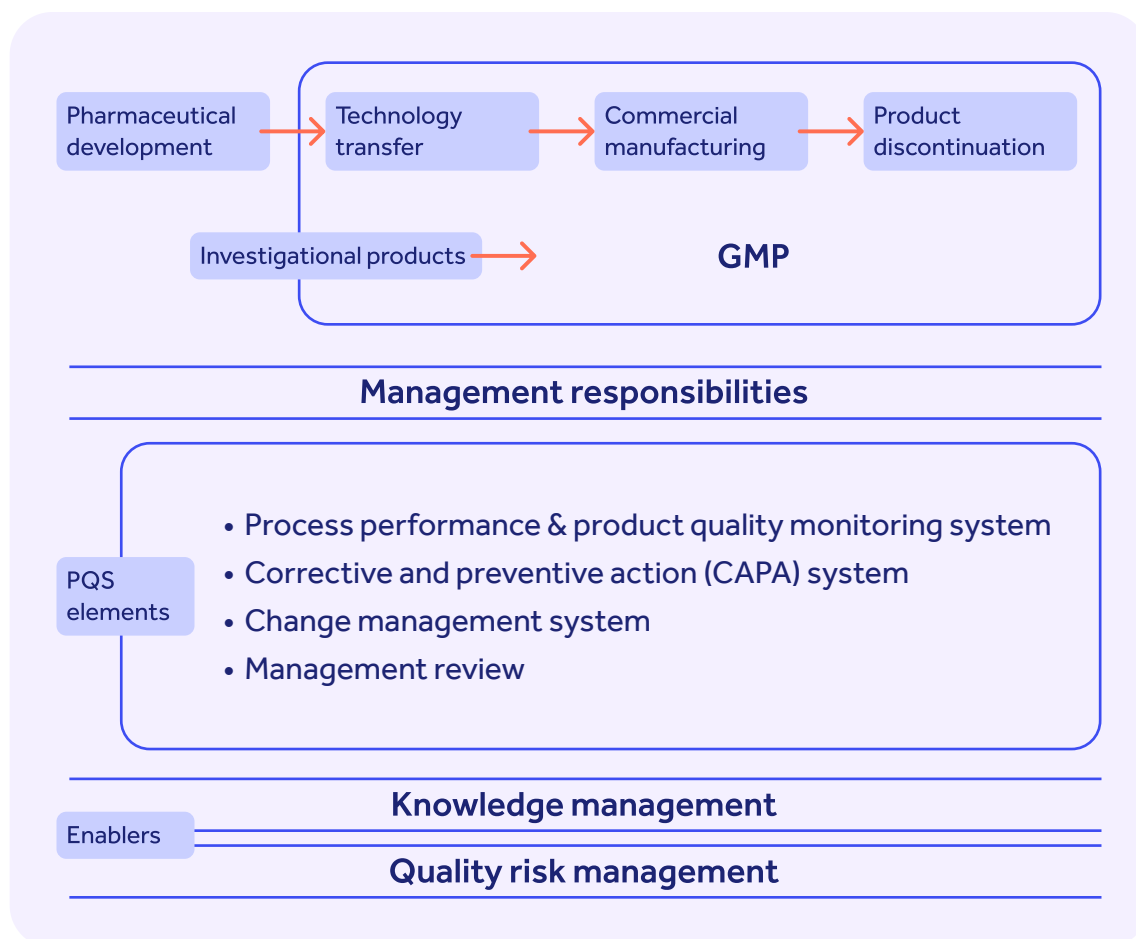 Pharmaceutical
development
Technology
transfer
Commercial
manufacturing
Product
discontinuation
Investigational products
GMP
Management responsibilities
PQS
elements
• Process performance & product quality monitoring system
• Corrective and preventive action (CAPA) system
• Change management system
• Management review
Knowledge management
Enablers
Quality risk management